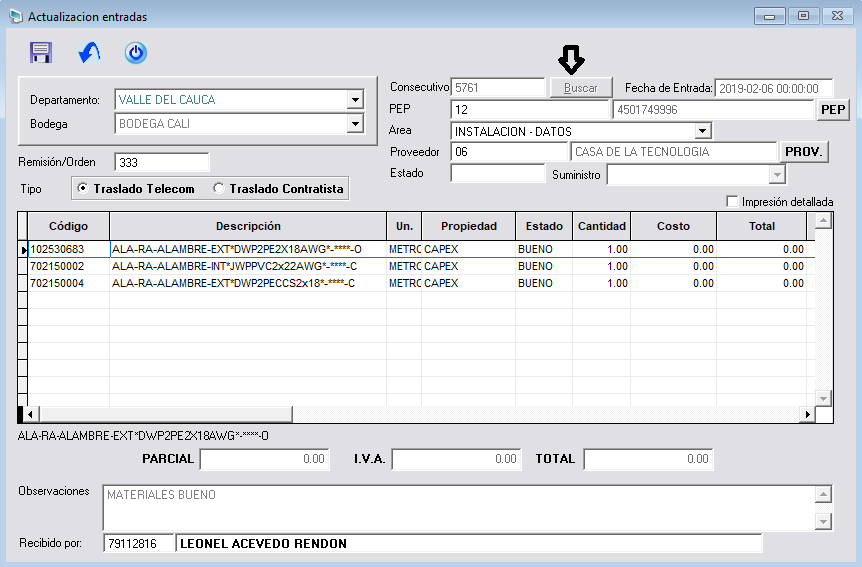 Actualizacion entradas
Departamento: VALLE DEL CAUCA
Bodega BODEGA CALI
Consecutivo 5761 Buscar Fecha de Entrada: 2019-02-06 00:00:00
PEP 12 4501749996 PEP
Area INSTALACION - DATOS
Proveedor 06 CASA DE LA TECNOLOGIA PROV.
Estado Suministro
Remisión/Orden 333
Tipo Traslado Telecom Traslado Contratista
Impresión detallada
Código Descripción Un. Propiedad Estado Cantidad Costo Total
102530683 ALA-RA-ALAMBRE-EXT*DWP2PE2X18AWG*-****-O METRO CAPEX BUENO 1.00 0.00 0.00
702150002 ALA-RA-ALAMBRE-INT*JWPPVC2x22AWG*-****-C METRO CAPEX BUENO 1.00 0.00 0.00
702150004 ALA-RA-ALAMBRE-EXT*DWP2PECCS2x18*-****-C METRO CAPEX BUENO 1.00 0.00 0.00
ALA-RA-ALAMBRE-EXT*DWP2PE2X18AWG*-****-O
PARCIAL 0.00 I.V.A. 0.00 TOTAL 0.00
Observaciones MATERIALES BUENO
Recibido por: 79112816 LEONEL ACEVEDO RENDON